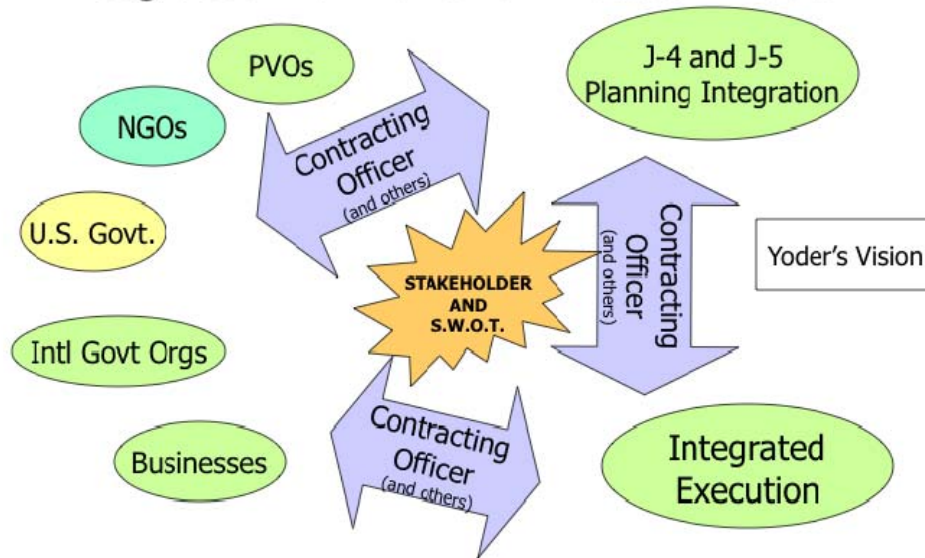 PVOs
NGOs
U.S. Govt.
Intl Govt Orgs
Businesses
Contracting
Officer
(and others)
J-4 and J-5
Planning Integration
STAKEHOLDER
AND
S.W.O.T.
Contracting
Officer
(and others)
Yoder's Vision
Contracting
Officer
(and others)
Integrated
Execution